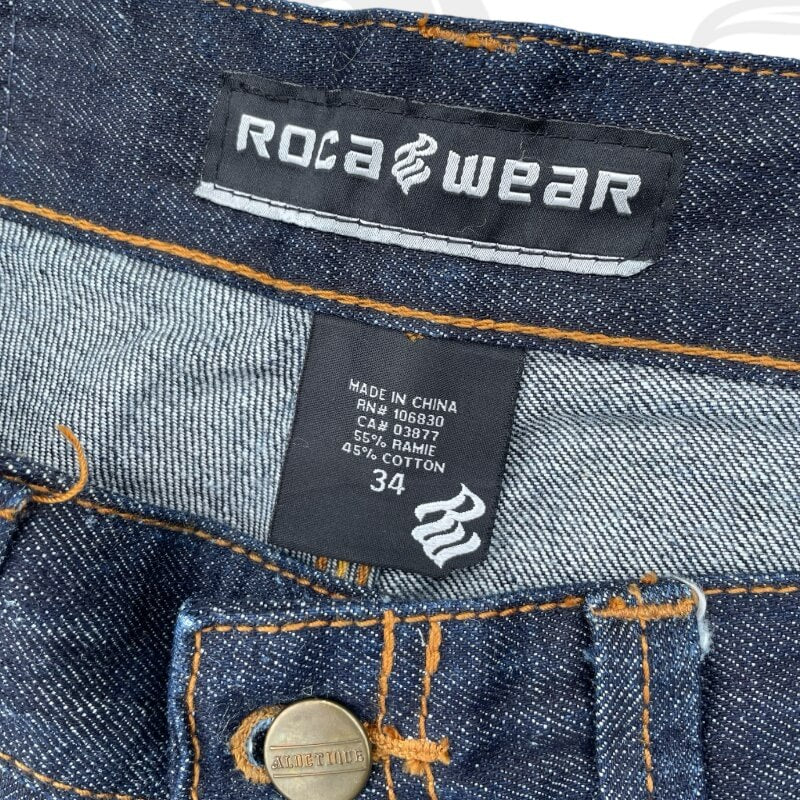 ROCA WEAR
MADE IN CHINA
RN# 106830
CA# 03877
55% RAMIE
45% COTTON
34